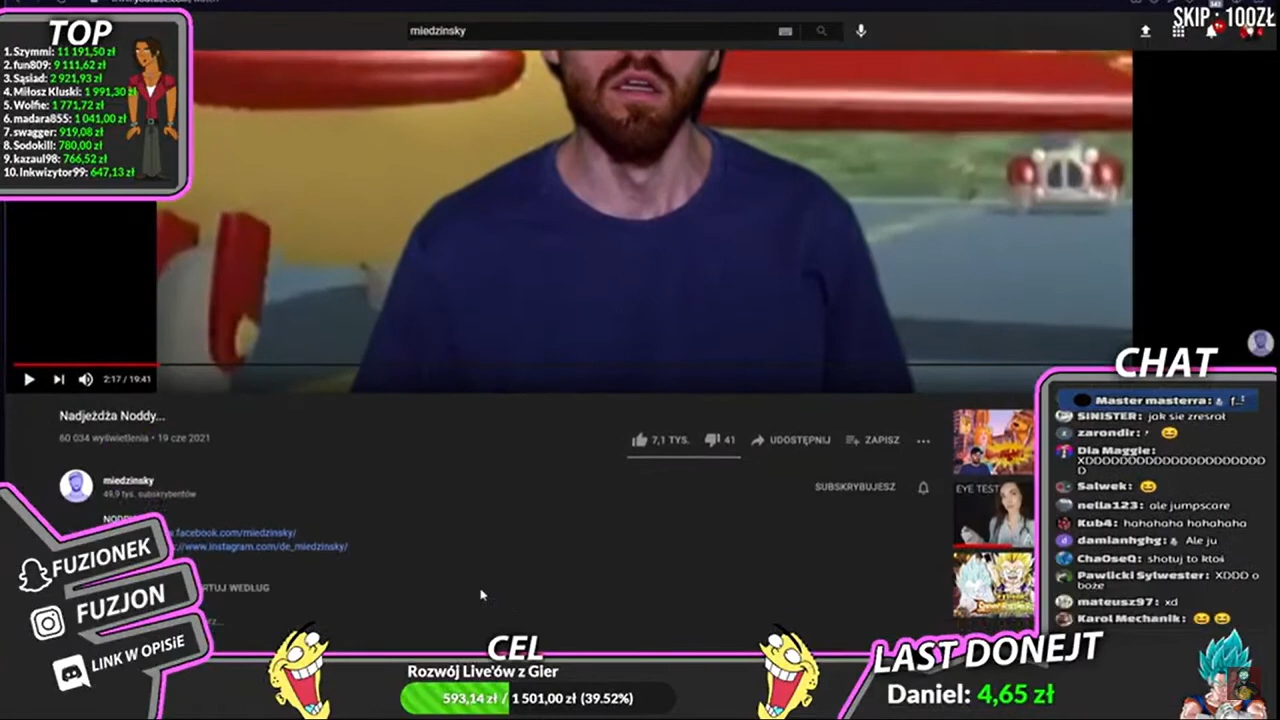 miedzinsky
SKIP : 100ZŁ
TOP
1. Szymmi: 11 191,50 zł
2. fun809: 9 111,62 zł
3. Sąsiad: 2 921,93 zł
4. Miłosz Kluski: 1 991,30 zł
5. Wolfie: 1 771,72 zł
6. madara855: 1 041,00 zł
7. swagger: 919,08 zł
8. Sodokill: 780,00 zł
9. kazaul98: 766,52 zł
10. Inkwizytor99: 647,13 zł
2:17 / 19:41
Nadjeżdża Noddy...
60 034 wyświetlenia • 19 cze 2021
7,1 TYS.
41
UDOSTĘPNIJ
ZAPISZ
miedzinsky
49,9 tys. subskrybentów
SUBSKRYBUJESZ
NODDY
.facebook.com/miedzinsky/
//www.instagram.com/de_miedzinsky/
RTUJ WEDŁUG
EYE TEST
CHAT
Master masterra:
SINISTER: jak sie zresrał
zarondir:
Dia Maggie:
XDDDDDDDDDDDDDDDDDDDDD
D
Salwek:
nella123: ale jumpscare
Kub4: hahahaha hahahaha
damianhghg: Ale ju
ChaOseQ: shotuj to ktoś
Pawlicki Sylwester: XDDD o
boże
mateusz97: xd
Karol Mechanik:
FUZIONEK
FUZJON
LINK W OPISiE
CEL
Rozwój Live'ów z Gier
593,14 zł / 1 501,00 zł (39.52%)
LAST DONEJT
Daniel: 4,65 zł